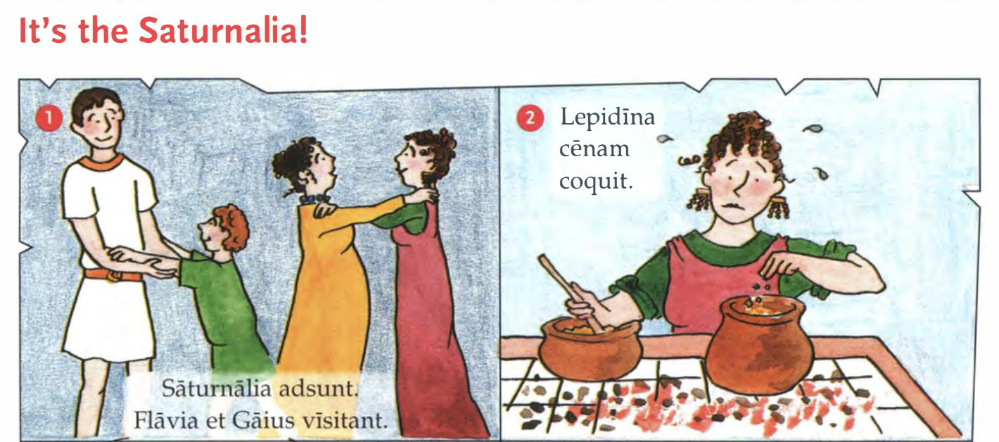 It's the Saturnalia!
1
Sāturnālia adsunt.
Flāvia et Gāius vīsitant.
2
Lepidīna
cēnam
coquit.